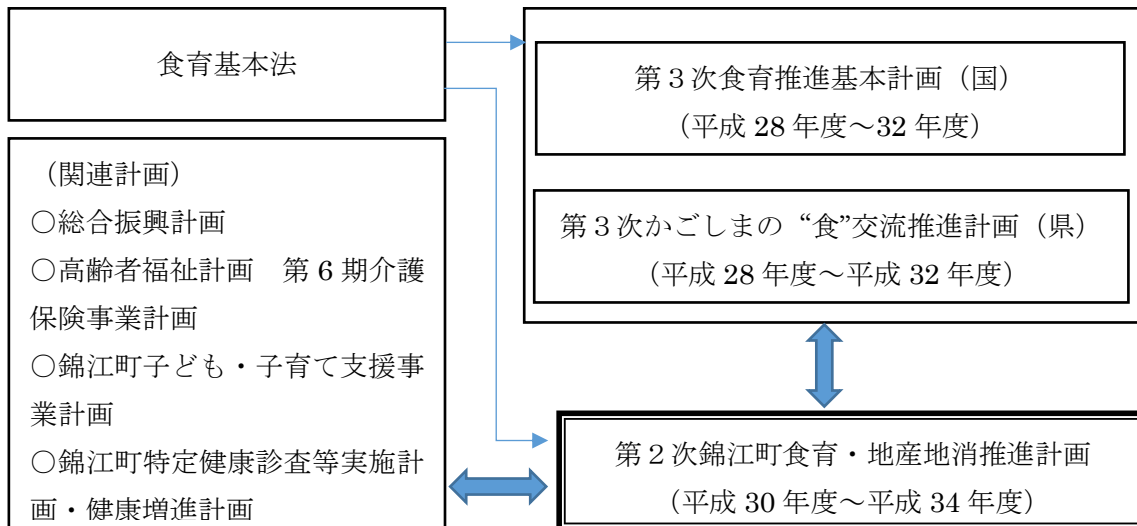 食育基本法
第３次食育推進基本計画（国）
（平成 28 年度～32 年度）
第３次かごしまの “食”交流推進計画（県）
（平成 28 年度～平成 32 年度）
（関連計画）
○総合振興計画
○高齢者福祉計画　第 6 期介護
保険事業計画
○錦江町子ども・子育て支援事
業計画
○錦江町特定健康診査等実施計
画・健康増進計画
第２次錦江町食育・地産地消推進計画
（平成 30 年度～平成 34 年度）